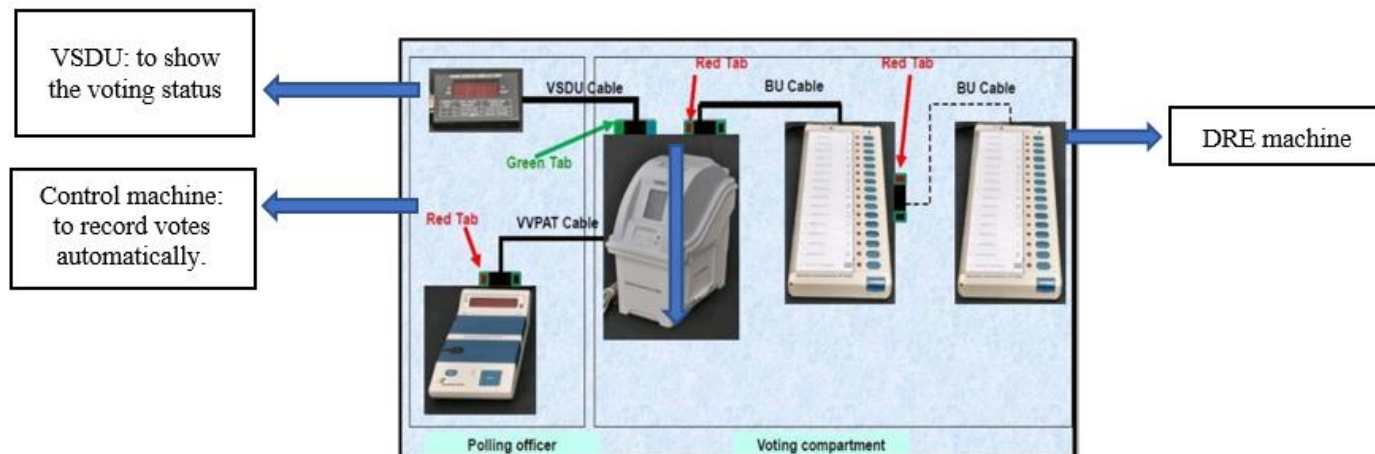 VSDU: to show
the voting status
Control machine:
to record votes
automatically.
VSDU Cable
Green Tab
Red Tab
BU Cable
Red Tab
BU Cable
Red Tab
VVPAT Cable
Polling officer
Voting compartment
DRE machine